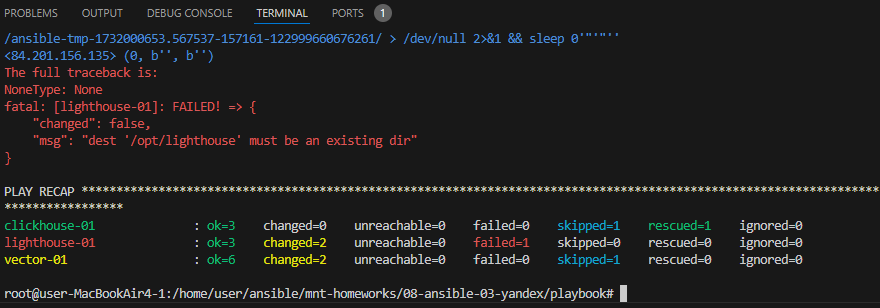 PROBLEMS OUTPUT DEBUG CONSOLE TERMINAL PORTS 1
/ansible-tmp-1732000653.567537-157161-122999660676261/ > /dev/null 2>&1 && sleep 0'"'"''
<84.201.156.135> (0, b'', b'')
The full traceback is:
NoneType: None
fatal: [lighthouse-01]: FAILED! => {
    "changed": false,
    "msg": "dest '/opt/lighthouse' must be an existing dir"
}
PLAY RECAP *******************************************************************************************************************
*****************
clickhouse-01 : ok=3 changed=0 unreachable=0 failed=0 skipped=1 rescued=1 ignored=0
lighthouse-01 : ok=3 changed=2 unreachable=0 failed=1 skipped=0 rescued=0 ignored=0
vector-01 : ok=6 changed=2 unreachable=0 failed=0 skipped=1 rescued=0 ignored=0
root@user-MacBookAir4-1:/home/user/ansible/mnt-homeworks/08-ansible-03-yandex/playbook#